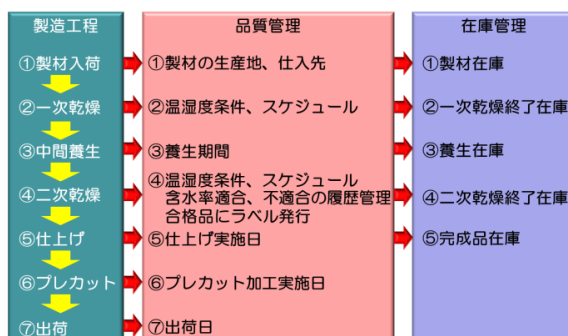 製造工程
①製材入荷
②一次乾燥
③中間養生
④二次乾燥
⑤仕上げ
⑥プレカット
⑦出荷
品質管理
①製材の生産地、仕入先
②温湿度条件、スケジュール
③養生期間
④温湿度条件、スケジュール
含水率適合、不適合の履歴管理
合格品にラベル発行
⑤仕上げ実施日
⑥プレカット加工実施日
⑦出荷日
在庫管理
①製材在庫
②一次乾燥終了在庫
③養生在庫
④二次乾燥終了在庫
⑤完成品在庫